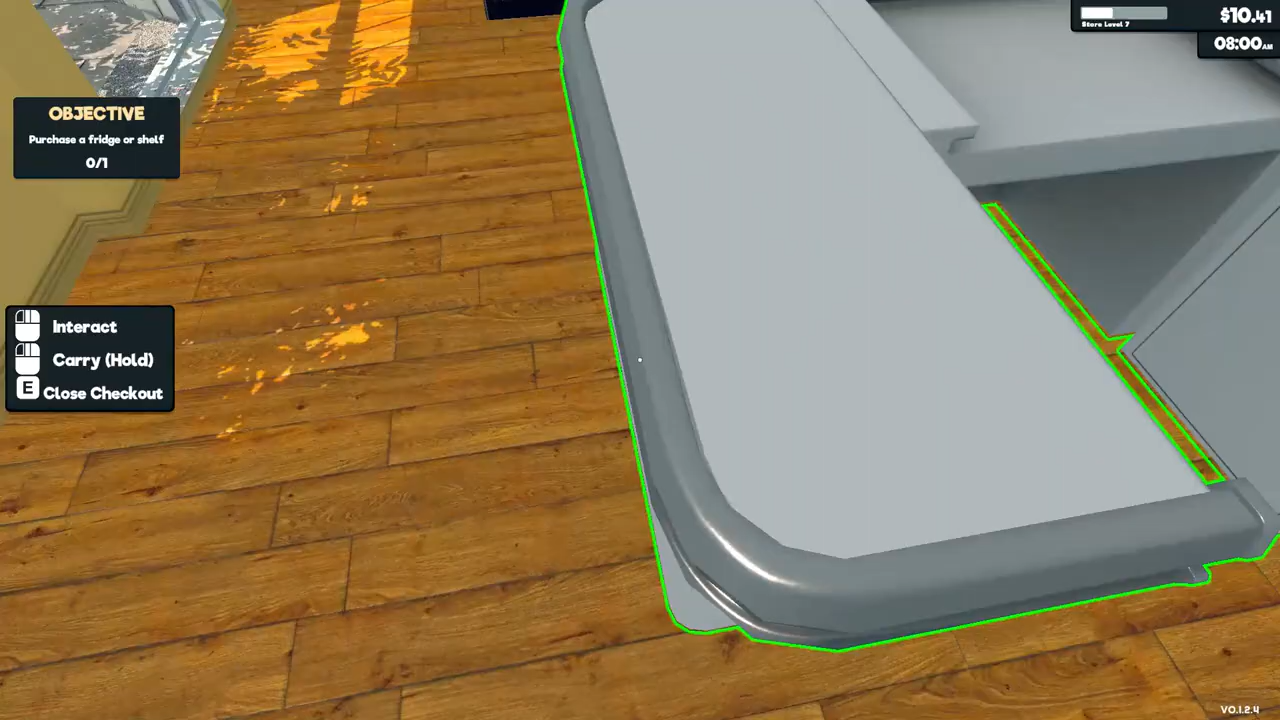 $10.41
Store Level 7
08:00AM
OBJECTIVE
Purchase a fridge or shelf
0/1
Interact
Carry (Hold)
E Close Checkout
V0.1.2.4